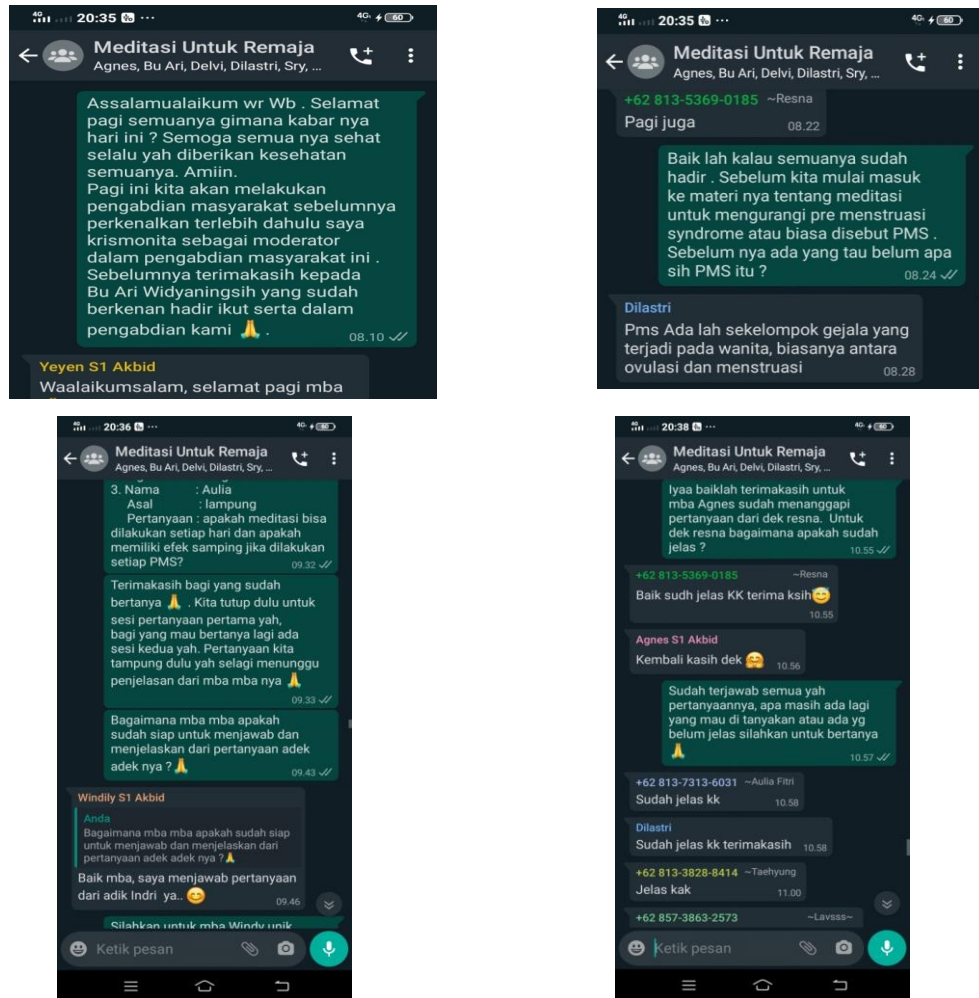 20:35
4G
60
Meditasi Untuk Remaja
Agnes, Bu Ari, Delvi, Dilastri, Sry, ...
Assalamualaikum wr Wb . Selamat
pagi semuanya gimana kabar nya
hari ini ? Semoga semua nya sehat
selalu yah diberikan kesehatan
semuanya. Amiin.
Pagi ini kita akan melakukan
pengabdian masyarakat sebelumnya
perkenalkan terlebih dahulu saya
krismonita sebagai moderator
dalam pengabdian masyarakat ini .
Sebelumnya terimakasih kepada
Bu Ari Widyaningsih yang sudah
berkenan hadir ikut serta dalam
pengabdian kami 🙏 .
08.10
Yeyen S1 Akbid
Waalaikumsalam, selamat pagi mba
20:35
4G
60
Meditasi Untuk Remaja
Agnes, Bu Ari, Delvi, Dilastri, Sry, ...
+62 813-5369-0185 ~Resna
Pagi juga
08.22
Baik lah kalau semuanya sudah
hadir . Sebelum kita mulai masuk
ke materi nya tentang meditasi
untuk mengurangi pre menstruasi
syndrome atau biasa disebut PMS .
Sebelum nya ada yang tau belum apa
sih PMS itu ?
08.24
Dilastri
Pms Ada lah sekelompok gejala yang
terjadi pada wanita, biasanya antara
ovulasi dan menstruasi
08.28
20:36
4G
60
Meditasi Untuk Remaja
Agnes, Bu Ari, Delvi, Dilastri, Sry, ...
3. Nama : Aulia
Asal : lampung
Pertanyaan : apakah meditasi bisa
dilakukan setiap hari dan apakah
memiliki efek samping jika dilakukan
setiap PMS?
09.32
Terimakasih bagi yang sudah
bertanya 🙏 . Kita tutup dulu untuk
sesi pertanyaan pertama yah,
bagi yang mau bertanya lagi ada
sesi kedua yah. Pertanyaan kita
tampung dulu yah selagi menunggu
penjelasan dari mba mba nya 🙏
09.33
Bagaimana mba mba apakah
sudah siap untuk menjawab dan
menjelaskan dari pertanyaan adek
adek nya ?🙏
09.43
Windily S1 Akbid
Anda
Bagaimana mba mba apakah sudah siap
untuk menjawab dan menjelaskan dari
pertanyaan adek adek nya ?🙏
Baik mba, saya menjawab pertanyaan
dari adik Indri ya.. 😊
09.46
Silahkan untuk mba Windy unik
Ketik pesan
20:38
4G
60
Meditasi Untuk Remaja
Agnes, Bu Ari, Delvi, Dilastri, Sry, ...
Iyaa baiklah terimakasih untuk
mba Agnes sudah menanggapi
pertanyaan dari dek resna. Untuk
dek resna bagaimana apakah sudah
jelas ?
10.55
+62 813-5369-0185 ~Resna
Baik sudh jelas KK terima ksih😇
10.55
Agnes S1 Akbid
Kembali kasih dek 🤗
10.56
Sudah terjawab semua yah
pertanyaannya, apa masih ada lagi
yang mau di tanyakan atau ada yg
belum jelas silahkan untuk bertanya
🙏
10.57
+62 813-7313-6031 ~Aulia Fitri
Sudah jelas kk
10.58
Dilastri
Sudah jelas kk terimakasih
10.58
+62 813-3828-8414 ~Taehyung
Jelas kak
11.00
+62 857-3863-2573 ~Lavsss~
Ketik pesan